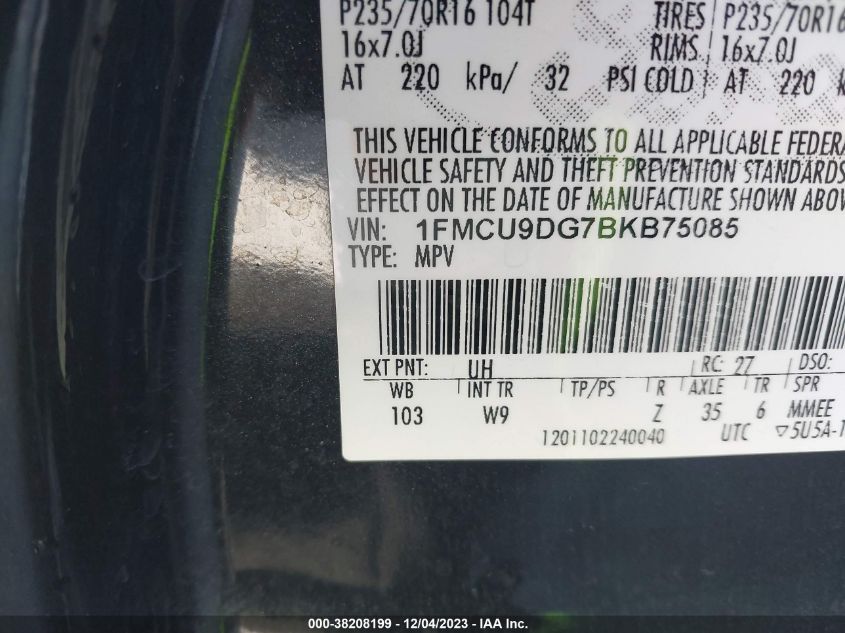 P235/70R16 104T TIRES P235/70R16
16x7.0J RIMS 16x7.0J
AT 220 kPa/ 32 PSI COLD AT 220
THIS VEHICLE CONFORMS TO ALL APPLICABLE FEDERA
VEHICLE SAFETY AND THEFT PREVENTION STANDARDS
EFFECT ON THE DATE OF MANUFACTURE SHOWN ABOV
VIN: 1FMCU9DG7BKB75085
TYPE: MPV
EXT PNT: UH RC: 27 DSO:
WB INT TR TP/PS R AXLE TR SPR
103 W9 Z 35 6 MMEE
1201102240040 UTC ▽5U5A-1
000-38208199 - 12/04/2023 - IAA Inc.